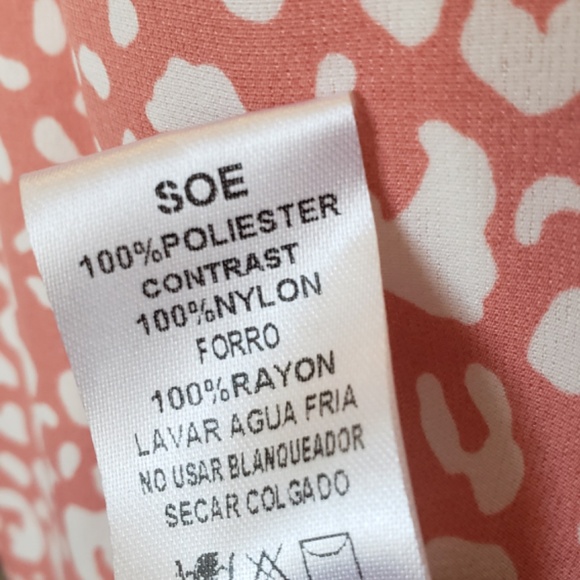 SOE
100%POLIESTER
CONTRAST
100%NYLON
FORRO
100%RAYON
LAVAR AGUA FRIA
NO USAR BLANQUEADOR
SECAR COLGADO